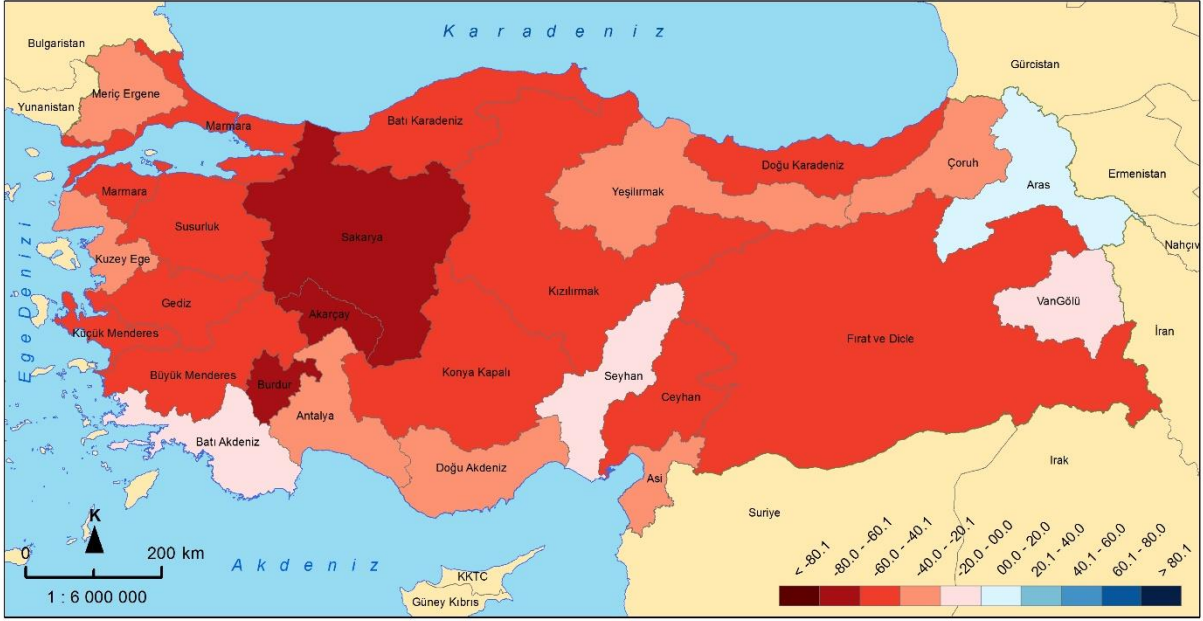 Karadeniz
Bulgaristan
Gürcistan
Meriç Ergene
Yunanistan
Marmara
Batı Karadeniz
Doğu Karadeniz
Çoruh
Ermenistan
Marmara
Yeşilırmak
Aras
Susurluk
Sakarya
Nahçıv
Ege Denizi
Kuzey Ege
Kızılırmak
VanGölü
Gediz
Akarçay
İran
Küçük Menderes
Fırat ve Dicle
Büyük Menderes
Burdur
Konya Kapalı
Seyhan
Ceyhan
Antalya
Batı Akdeniz
Doğu Akdeniz
Asi
Irak
Suriye
K
0 200 km
1 : 6 000 000
Akdeniz
KKTC
Güney Kıbrıs
< -80.1
-80.0 - -60.1
-60.0 - -40.1
-40.0 - -20.1
-20.0 - 00.0
00.0 - 20.0
20.1 - 40.0
40.1 - 60.0
60.1 - 80.0
> 80.1